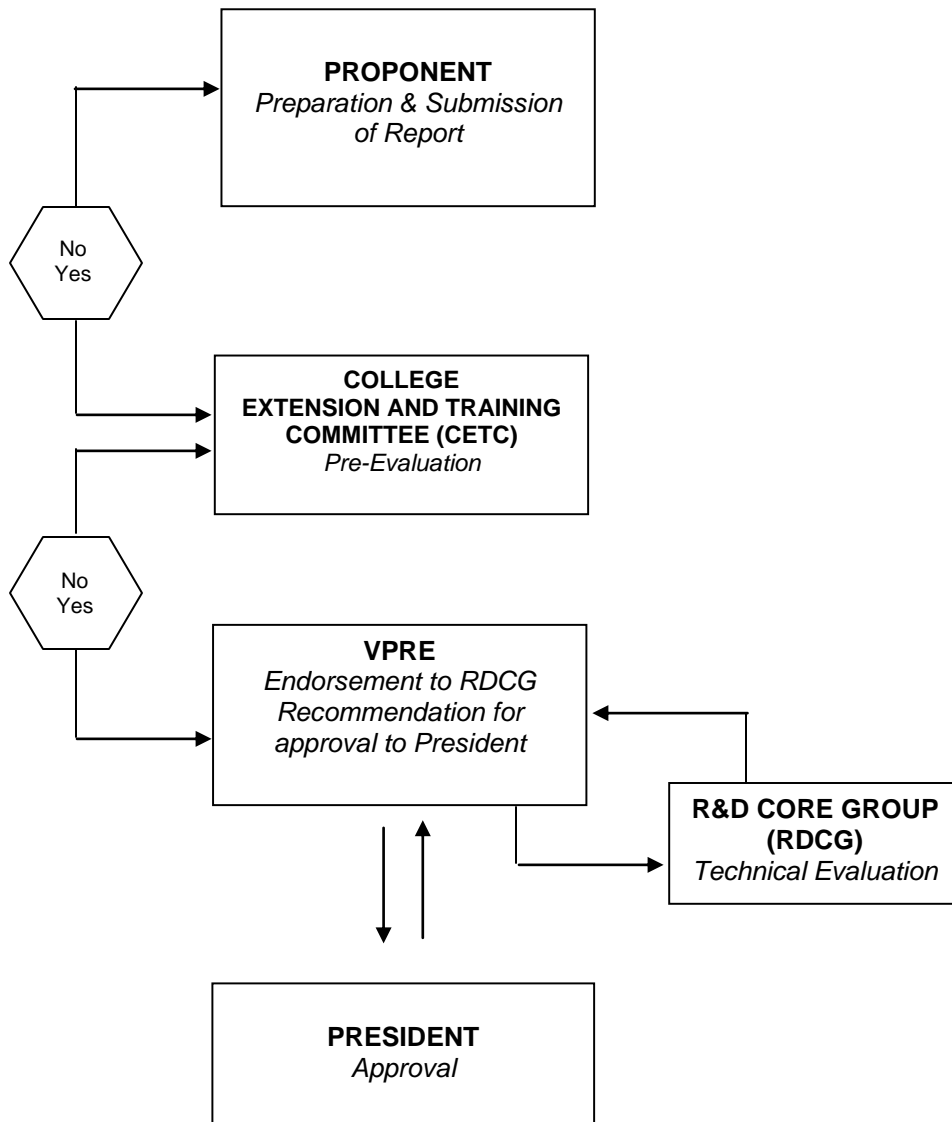 PROPONENT
Preparation & Submission
of Report
No
Yes
COLLEGE
EXTENSION AND TRAINING
COMMITTEE (CETC)
Pre-Evaluation
No
Yes
VPRE
Endorsement to RDCG
Recommendation for
approval to President
R&D CORE GROUP
(RDCG)
Technical Evaluation
PRESIDENT
Approval